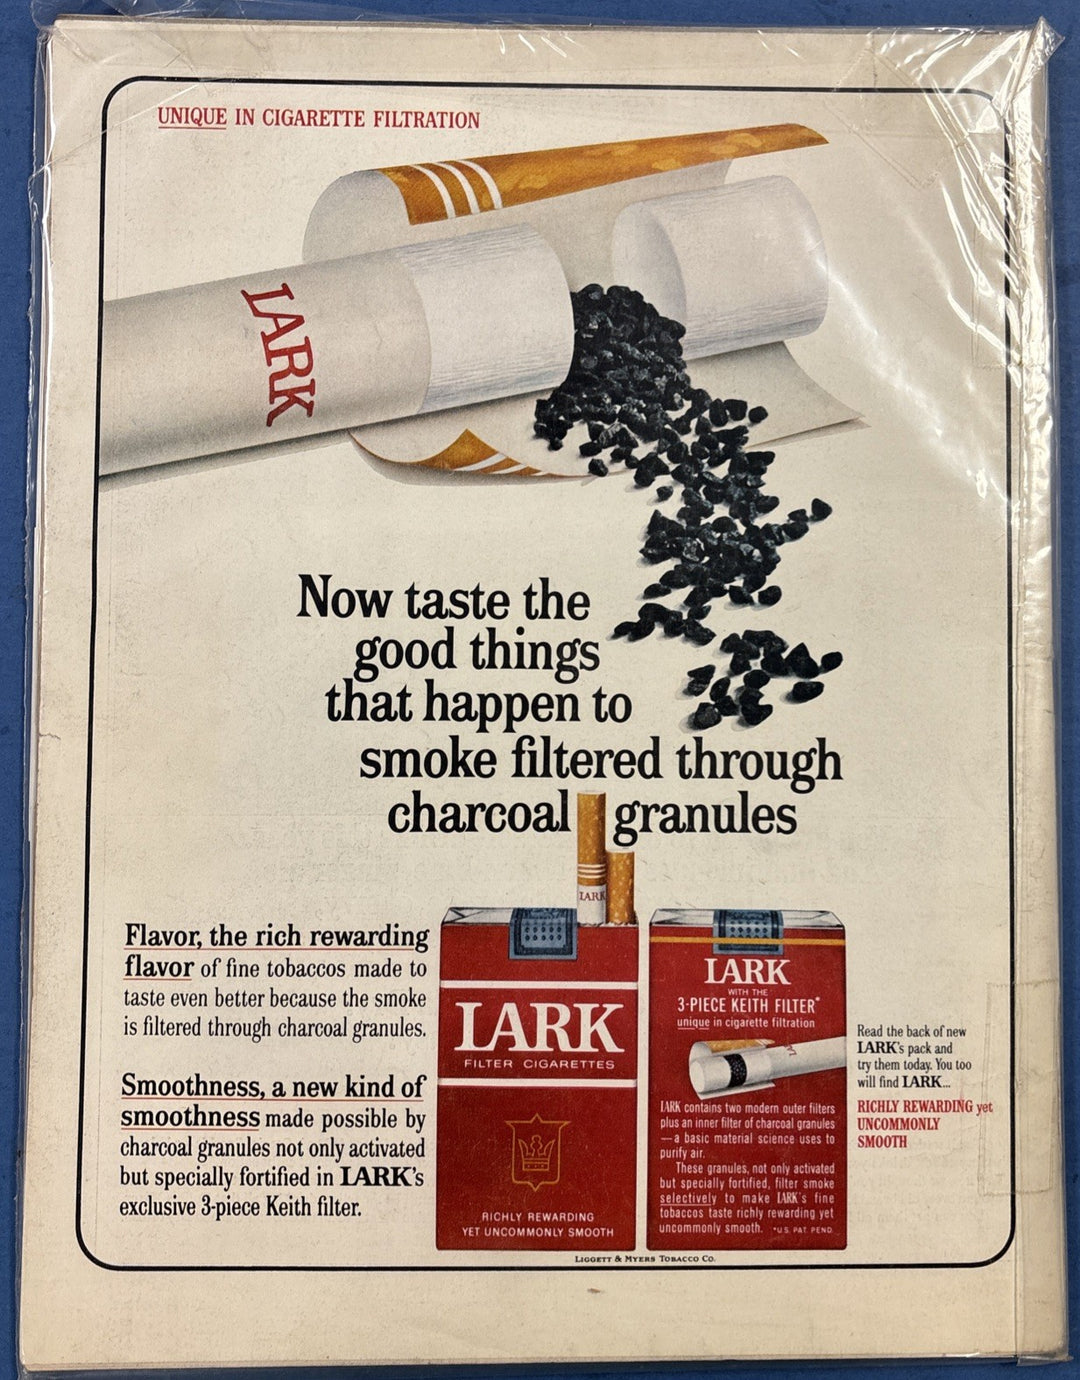 UNIQUE IN CIGARETTE FILTRATION
LARK
Now taste the
good things
that happen to
smoke filtered through
charcoal granules
LARK
Flavor, the rich rewarding
flavor of fine tobaccos made to
taste even better because the smoke
is filtered through charcoal granules.
Smoothness, a new kind of
smoothness made possible by
charcoal granules not only activated
but specially fortified in LARK's
exclusive 3-piece Keith filter.
LARK
FILTER CIGARETTES
RICHLY REWARDING
YET UNCOMMONLY SMOOTH
LARK
WITH THE
3-PIECE KEITH FILTER*
unique in cigarette filtration
LARK
LARK contains two modern outer filters
plus an inner filter of charcoal granules
—a basic material science uses to
purify air.
These granules, not only activated
but specially fortified, filter smoke
selectively to make LARK's fine
tobaccos taste richly rewarding yet
uncommonly smooth. *U.S. PAT. PEND.
Read the back of new
LARK's pack and
try them today. You too
will find LARK...
RICHLY REWARDING yet
UNCOMMONLY
SMOOTH
LIGGETT & MYERS TOBACCO CO.